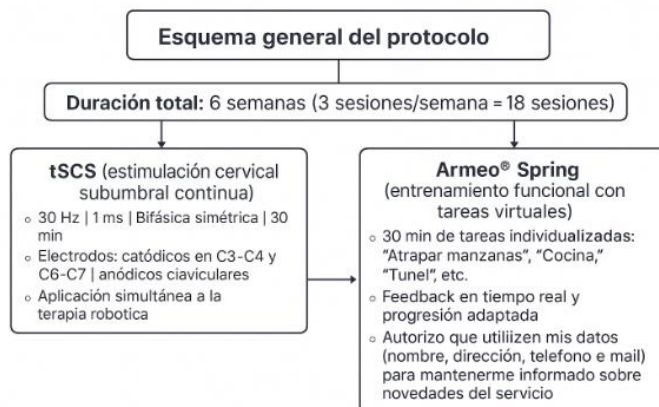 Esquema general del protocolo
Duración total: 6 semanas (3 sesiones/semana = 18 sesiones)
tSCS (estimulación cervical
subumbral continua)
○ 30 Hz | 1 ms | Bifásica simétrica | 30
min
○ Electrodos: catódicos en C3-C4 y
C6-C7 | anódicos ciaviculares
○ Aplicación simultánea a la
terapia robotica
Armeo® Spring
(entrenamiento funcional con
tareas virtuales)
○ 30 min de tareas individualizadas:
“Atrapar manzanas”, “Cocina,”
“Tunel”, etc.
○ Feedback en tiempo real y
progresión adaptada
○ Autorizo que utiliizen mis datos
(nombre, dirección, telefono e mail)
para mantenerme informado sobre
novedades del servicio